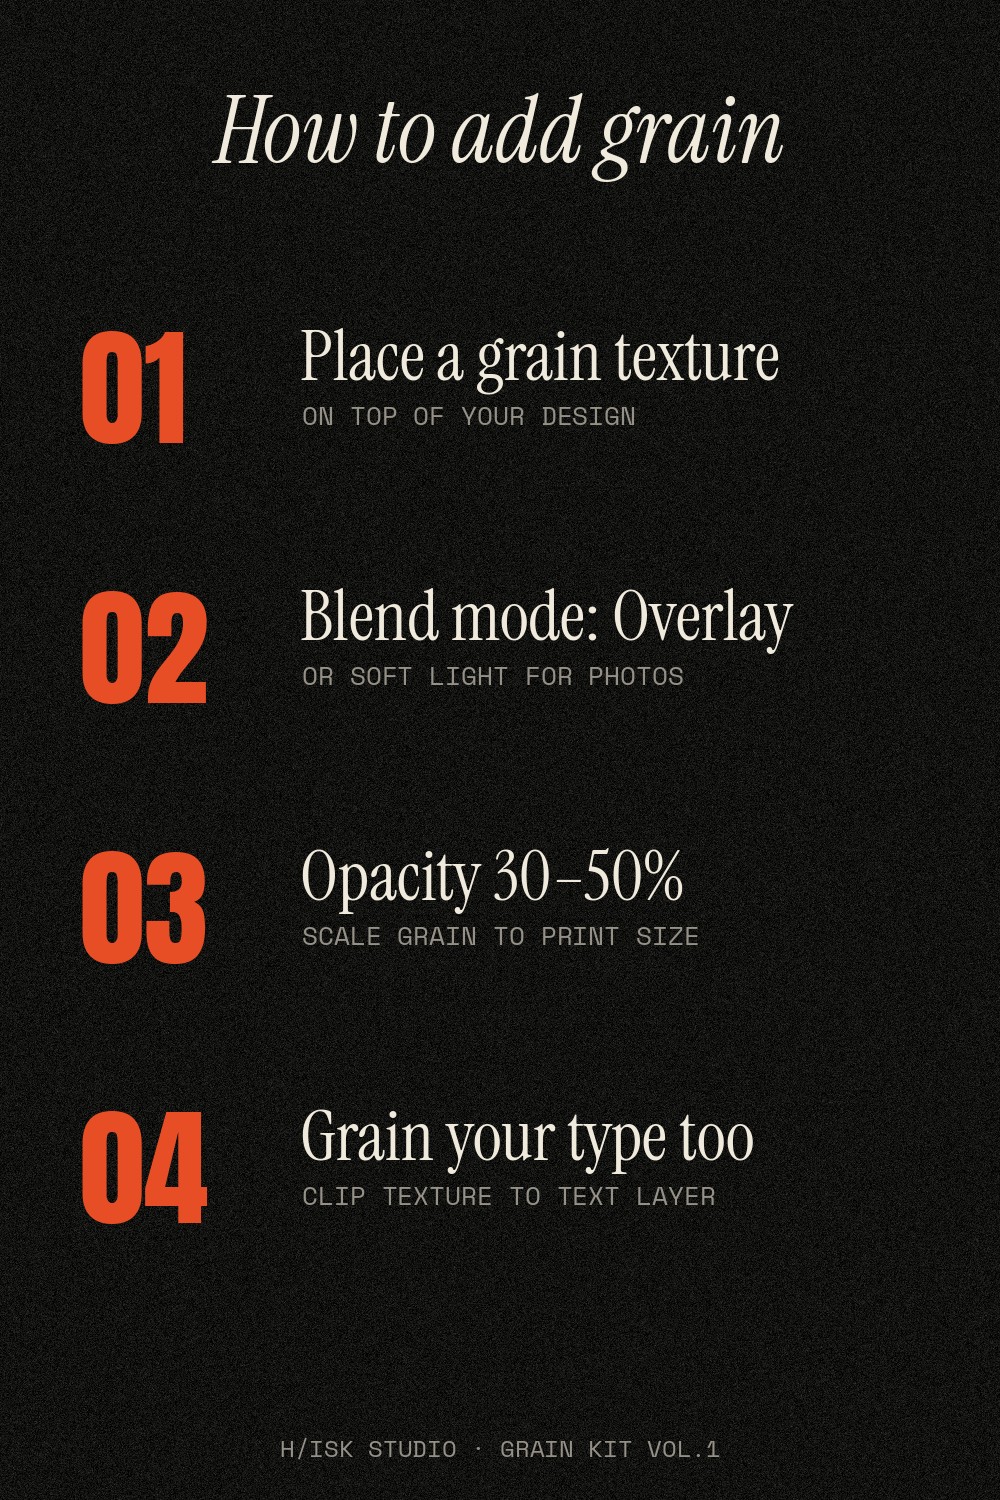 How to add grain
01
Place a grain texture
ON TOP OF YOUR DESIGN
02
Blend mode: Overlay
OR SOFT LIGHT FOR PHOTOS
03
Opacity 30–50%
SCALE GRAIN TO PRINT SIZE
04
Grain your type too
CLIP TEXTURE TO TEXT LAYER
H/ISK STUDIO · GRAIN KIT VOL.1